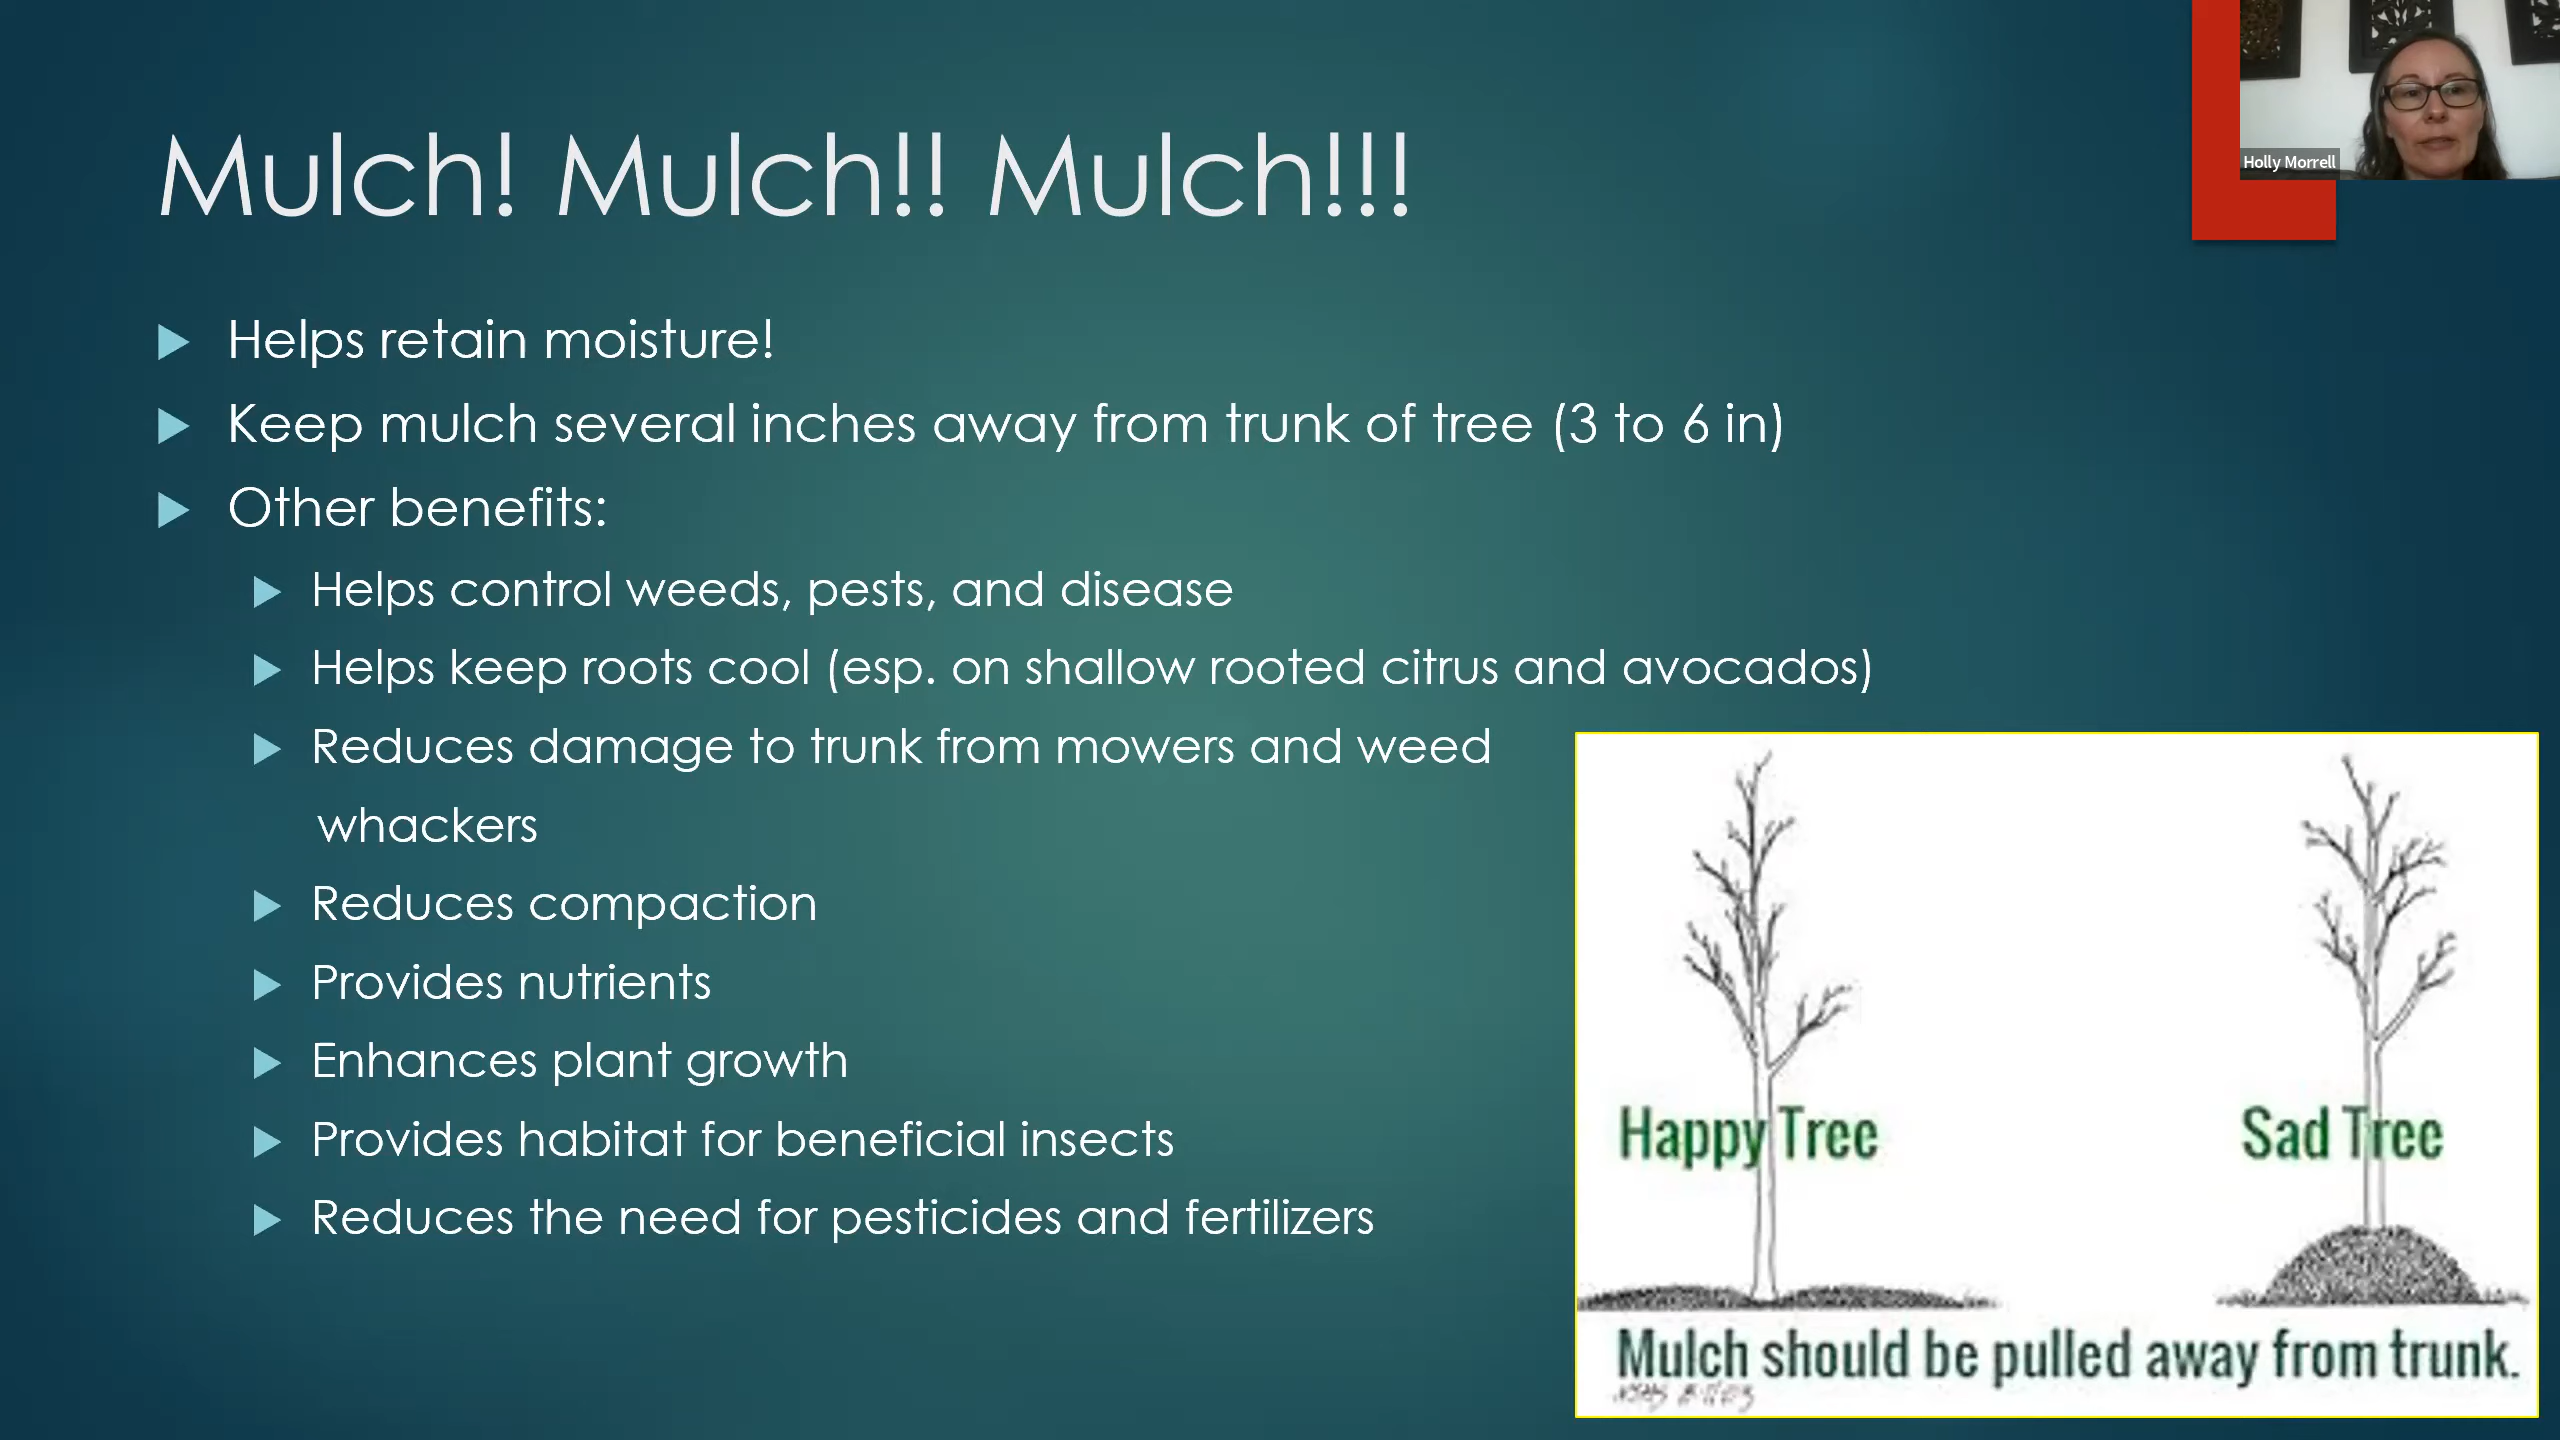 Mulch! Mulch!! Mulch!!!
Holly Morrell
Helps retain moisture!
Keep mulch several inches away from trunk of tree (3 to 6 in)
Other benefits:
Helps control weeds, pests, and disease
Helps keep roots cool (esp. on shallow rooted citrus and avocados)
Reduces damage to trunk from mowers and weed
whackers
Reduces compaction
Provides nutrients
Enhances plant growth
Provides habitat for beneficial insects
Reduces the need for pesticides and fertilizers
Happy Tree
Sad Tree
Mulch should be pulled away from trunk.